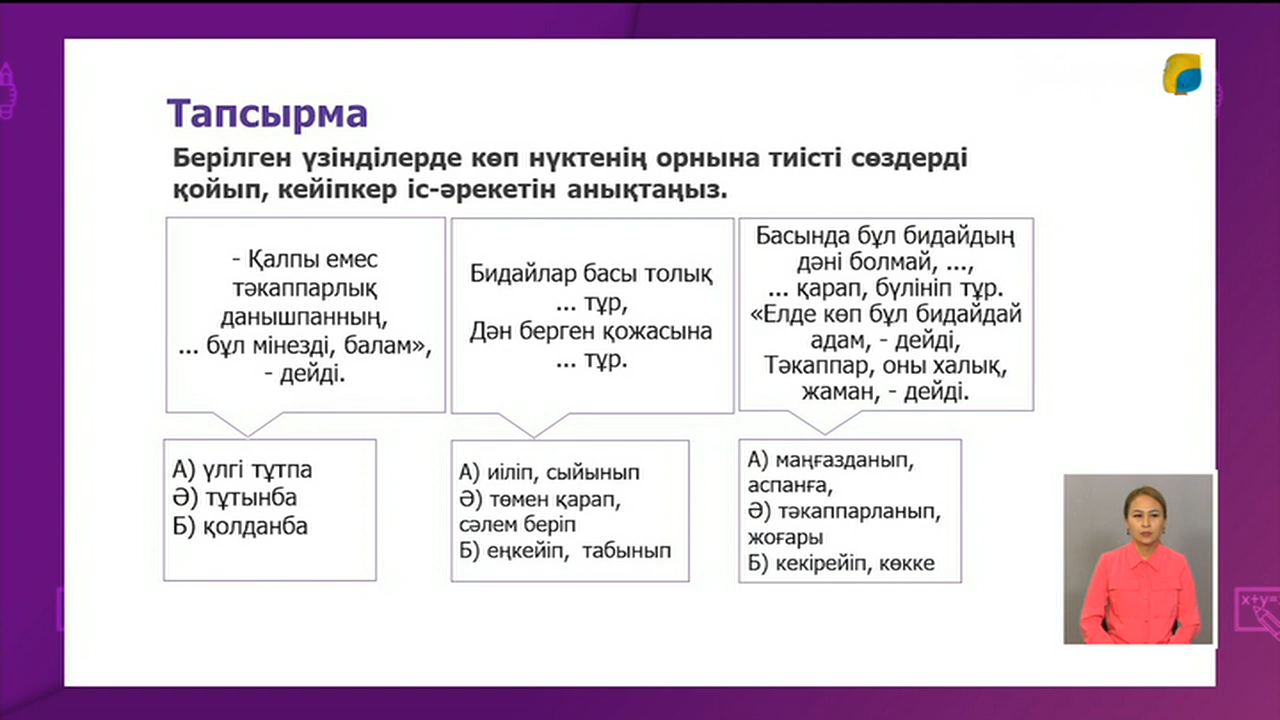 Тапсырма
Берілген үзінділерде көп нүктенің орнына тиісті сөздерді
қойып, кейіпкер іс-әрекетін анықтаңыз.
- Қалпы емес
тәкаппарлық
данышпанның,
... бұл мінезді, балам»,
- дейді.
Бидайлар басы толық
... тұр,
Дән берген қожасына
... тұр.
Басында бұл бидайдың
дәні болмай, ...,
... қарап, бүлініп тұр.
«Елде көп бұл бидайдай
адам, - дейді,
Тәкаппар, оны халық,
жаман, - дейді.
А) үлгі тұтпа
Ә) тұтынба
Б) қолданба
А) иіліп, сыйынып
Ә) төмен қарап,
сәлем беріп
Б) еңкейіп, табынып
А) маңғазданып,
аспанға,
Ә) тәкаппарланып,
жоғары
Б) кекірейіп, көкке
x+y=